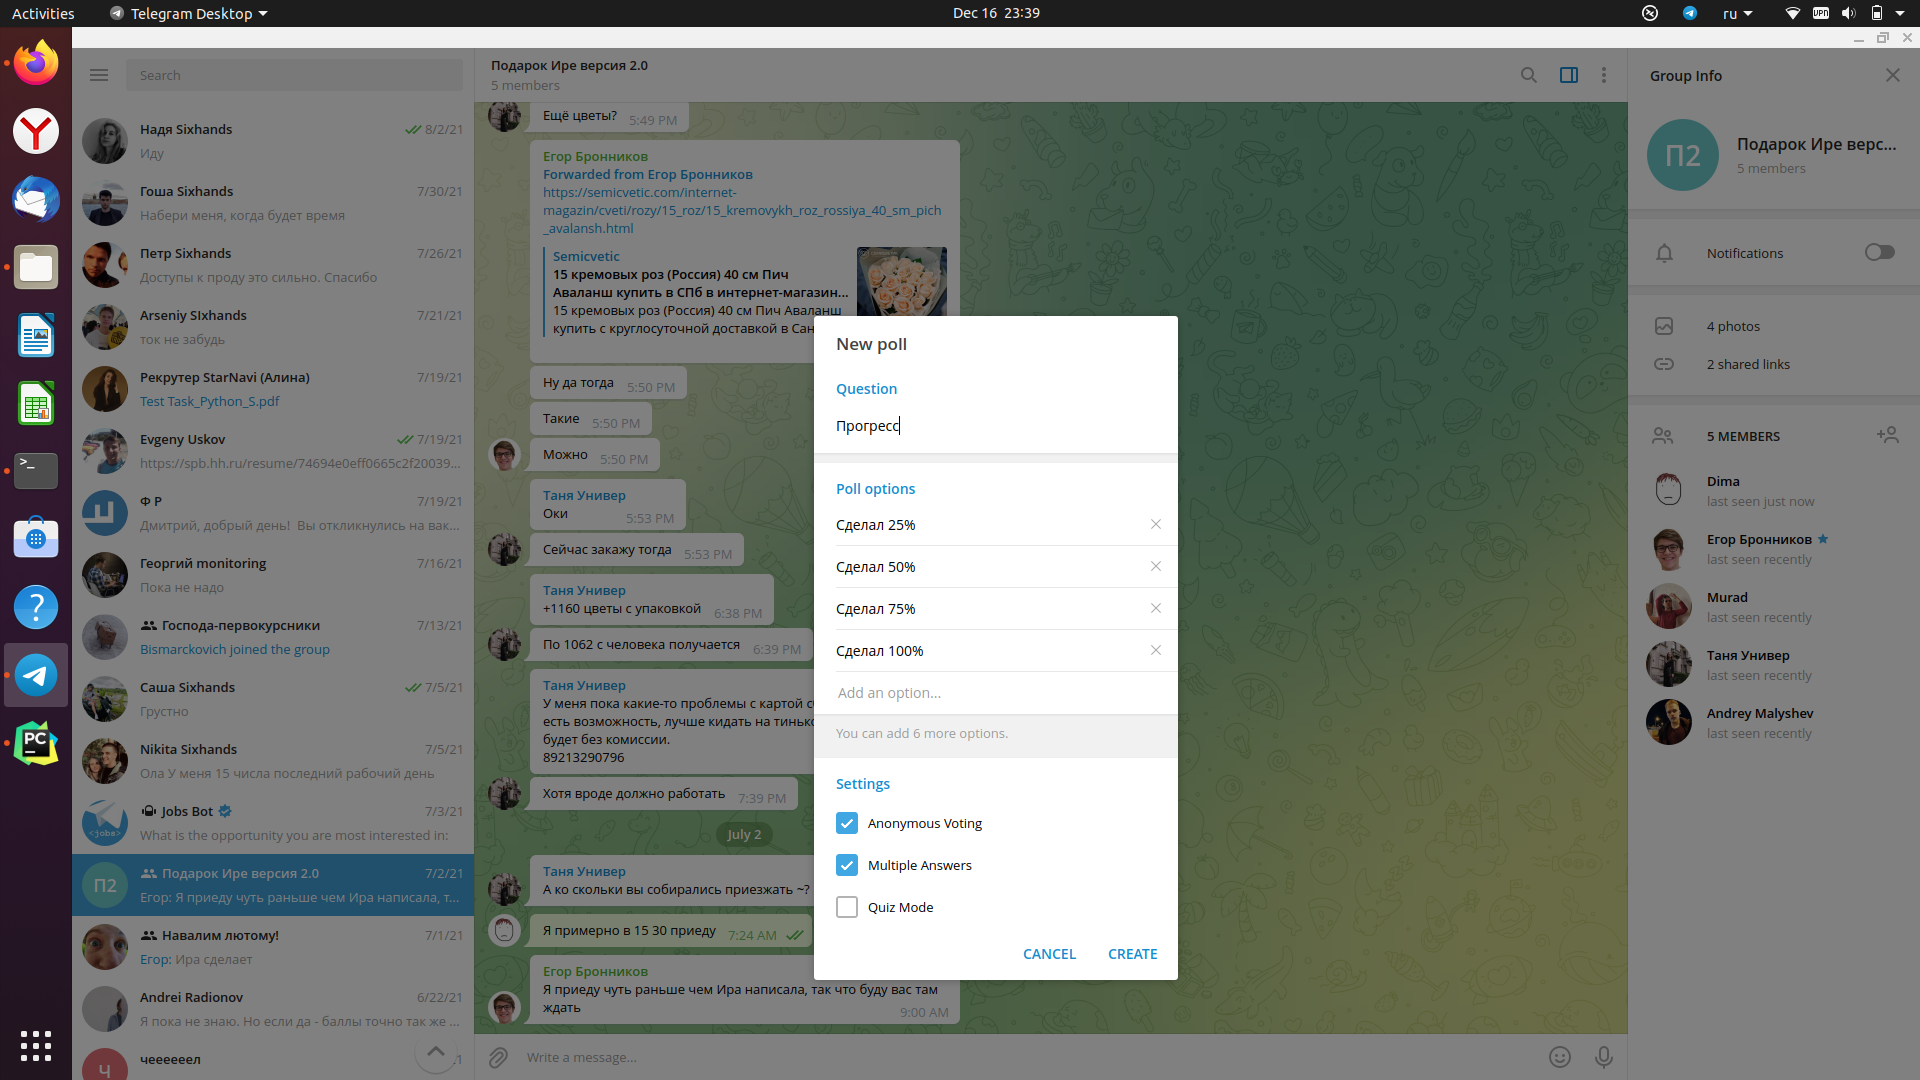 Activities
Telegram Desktop
Dec 16 23:39
ru
VPN
Search
Надя Sixhands
8/2/21
Иду
Гоша Sixhands
7/30/21
Набери меня, когда будет время
Петр Sixhands
7/26/21
Доступы к проду это сильно. Спасибо
Arseniy SIxhands
7/21/21
ток не забудь
Рекрутер StarNavi (Алина)
7/19/21
Test Task_Python_S.pdf
Evgeny Uskov
7/19/21
https://spb.hh.ru/resume/74694e0eff0665c2f20039...
Ф Р
7/19/21
Дмитрий, добрый день! Вы откликнулись на вак...
Георгий monitoring
7/16/21
Пока не надо
Господа-первокурсники
7/13/21
Bismarckovich joined the group
Саша Sixhands
7/5/21
Грустно
Nikita Sixhands
7/5/21
Ола У меня 15 числа последний рабочий день
Jobs Bot
7/3/21
What is the opportunity you are most interested in:
<joba>
П2
Подарок Ире версия 2.0
7/2/21
Егор: Я приеду чуть раньше чем Ира написала, т...
Навалим лютому!
7/1/21
Егор: Ира сделает
Andrei Radionov
6/22/21
Я пока не знаю. Но если да - баллы точно так же ...
Ч
чеееееел
Подарок Ире версия 2.0
5 members
Ещё цветы?
5:49 PM
Егор Бронников
Forwarded from Егор Бронников
https://semicvetic.com/internet-
magazin/cveti/rozy/15_roz/15_kremovykh_roz_rossiya_40_sm_pich
_avalansh.html
Semicvetic
15 кремовых роз (Россия) 40 см Пич
Аваланш купить в СПб в интернет-магазин...
15 кремовых роз (Россия) 40 см Пич Аваланш
купить с круглосуточной доставкой в Сан
Ну да тогда
5:50 PM
Такие
5:50 PM
Можно
5:50 PM
Таня Универ
Оки
5:53 PM
Сейчас закажу тогда
5:53 PM
Таня Универ
+1160 цветы с упаковкой
6:38 PM
По 1062 с человека получается
6:39 PM
Таня Универ
У меня пока какие-то проблемы с картой
есть возможность, лучше кидать на
будет без комиссии.
89213290796
Хотя вроде должно работать
7:39 PM
July 2
Таня Универ
А ко скольки вы собирались приезжать ~?
Я примерно в 15 30 приеду
7:24 AM
Егор Бронников
Я приеду чуть раньше чем Ира написала, так что буду вас там
ждать
9:00 AM
Write a message...
New poll
Question
Прогресс
Poll options
Сделал 25%
Сделал 50%
Сделал 75%
Сделал 100%
Add an option...
You can add 6 more options.
Settings
Anonymous Voting
Multiple Answers
Quiz Mode
CANCEL
CREATE
Group Info
П2
Подарок Ире верс...
5 members
Notifications
4 photos
2 shared links
5 MEMBERS
Dima
last seen just now
Егор Бронников
last seen recently
Murad
last seen recently
Таня Универ
last seen recently
Andrey Malyshev
last seen recently
PC